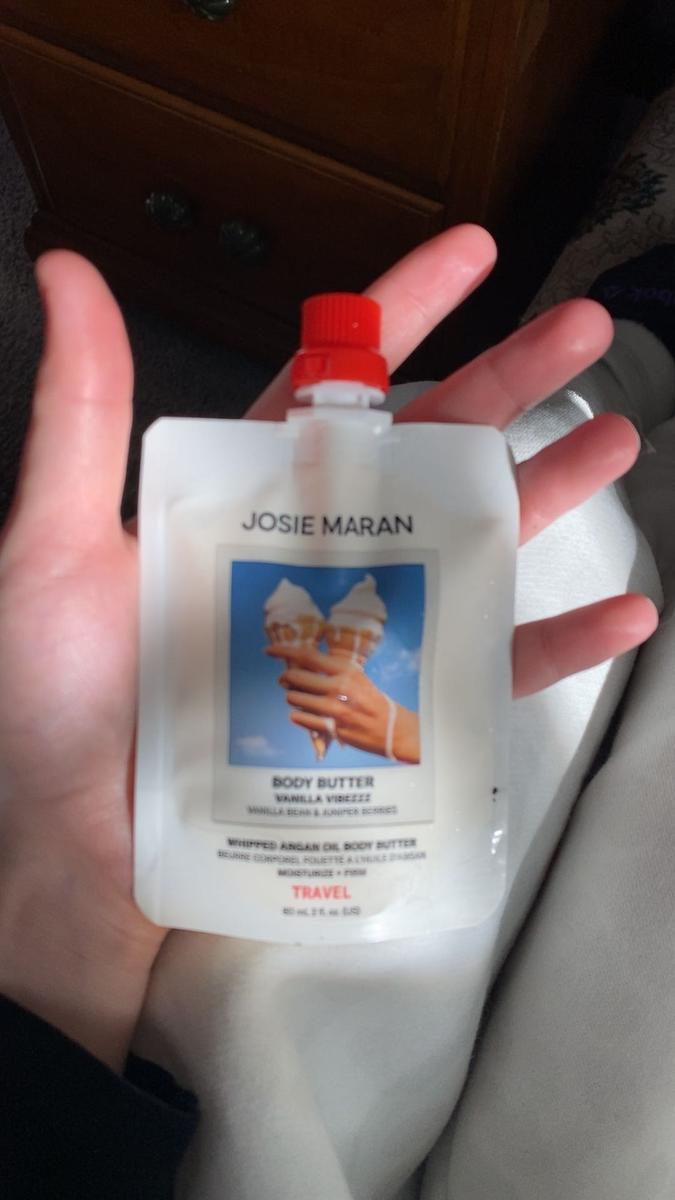 JOSIE MARAN
BODY BUTTER
VANILLA VIBEZZZ
VANILLA BEAN & JUNIPER BERRIES
WHIPPED ARGAN OIL BODY BUTTER
BEURRE CORPOREL FOUETTÉ À L'HUILE D'ARGAN
MOISTURIZE + FIRM
TRAVEL
60 mL 2 fl. oz. (US)